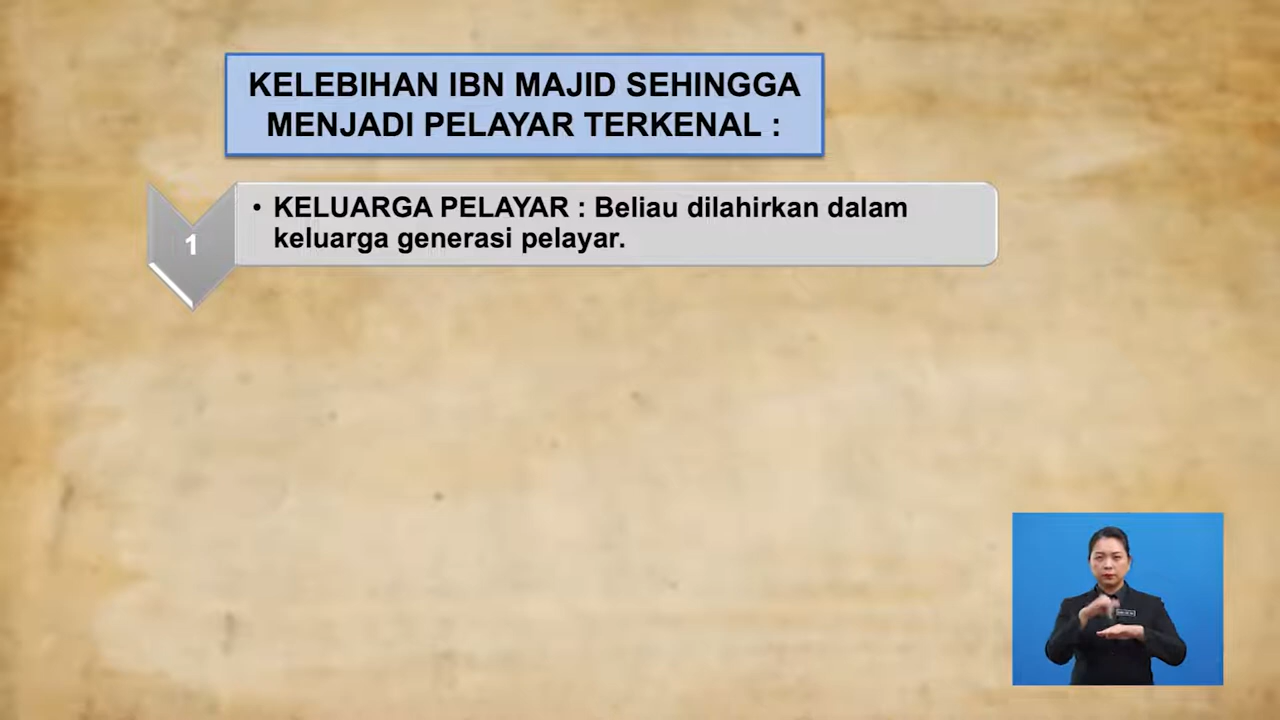 KELEBIHAN IBN MAJID SEHINGGA
MENJADI PELAYAR TERKENAL :
1
• KELUARGA PELAYAR : Beliau dilahirkan dalam
keluarga generasi pelayar.